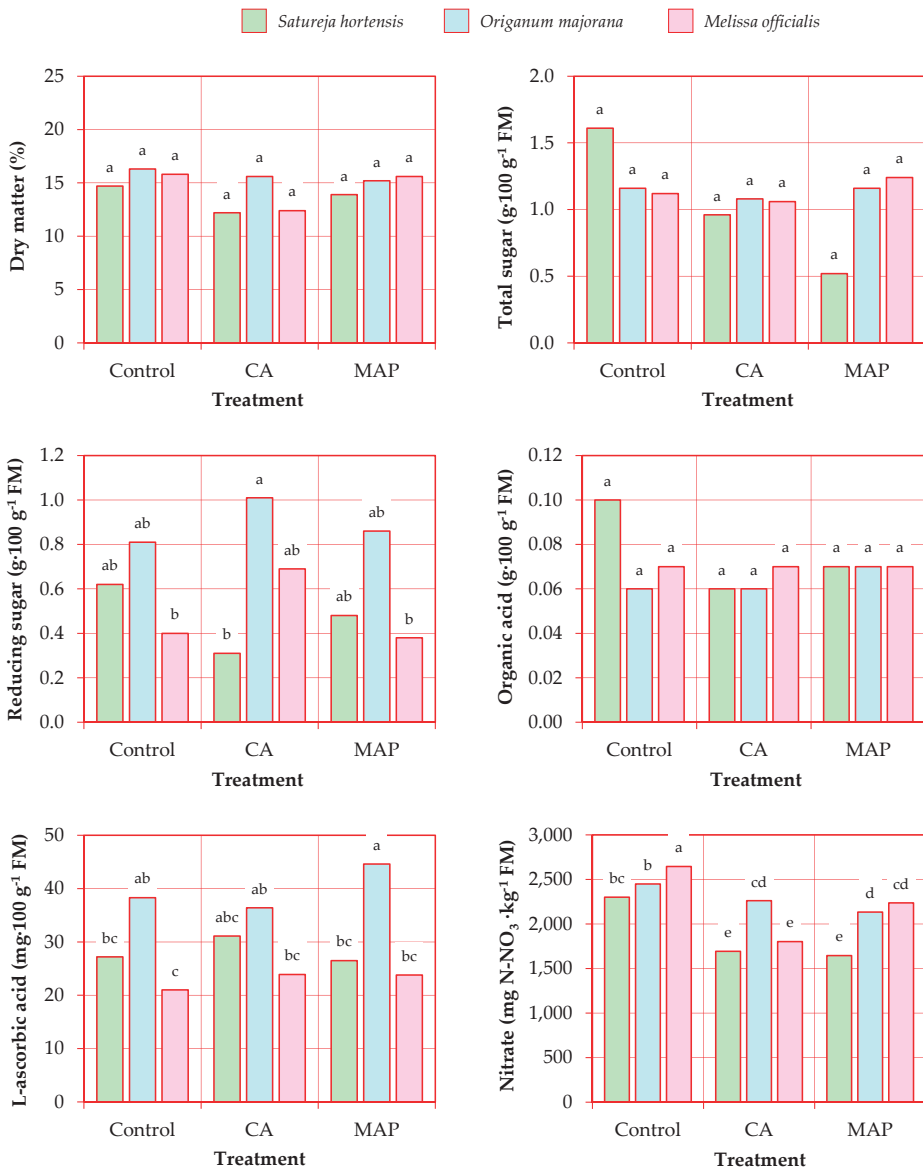 Satureja hortensis Origanum majorana Melissa officialis
Dry matter (%)
25
20
15
10
5
0
a a a a a a a a a
Control CA MAP
Treatment
Total sugar (g·100 g-1 FM)
2.0
1.5
1.0
0.5
0.0
a a a a a a a a a
Control CA MAP
Treatment
Reducing sugar (g·100 g-1 FM)
1.2
1.0
0.8
0.6
0.4
0.2
0.0
ab ab b b a ab ab ab b
Control CA MAP
Treatment
Organic acid (g·100 g-1 FM)
0.12
0.10
0.08
0.06
0.04
0.02
0.00
a a a a a a a a a
Control CA MAP
Treatment
L-ascorbic acid (mg·100 g-1 FM)
50
40
30
20
10
0
bc ab c abc ab bc bc a bc
Control CA MAP
Treatment
Nitrate (mg N-NO3 ·kg-1 FM)
3,000
2,500
2,000
1,500
1,000
500
0
bc b a e cd e e d cd
Control CA MAP
Treatment